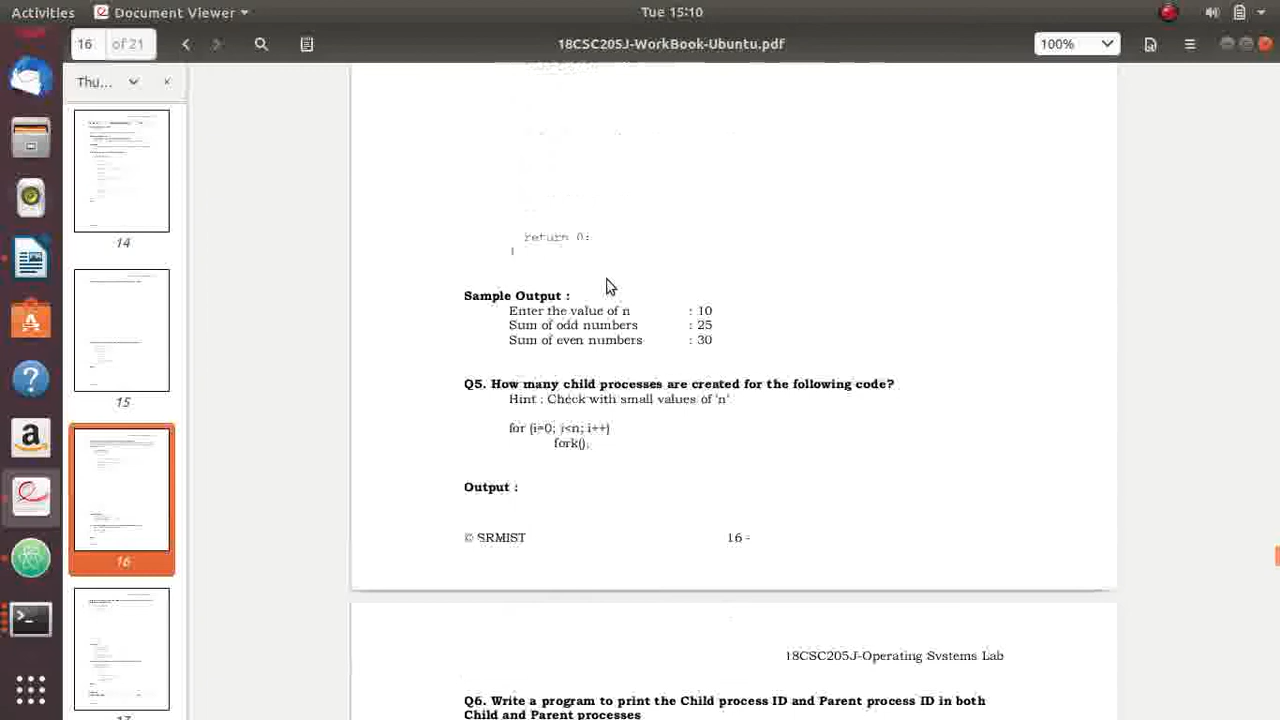 Activities Document Viewer Tue 15:10
16 of 21 18CSC205J-WorkBook-Ubuntu.pdf 100%
Thu...
14
15
16
17
return 0;
Sample Output :
Enter the value of n : 10
Sum of odd numbers : 25
Sum of even numbers : 30
Q5. How many child processes are created for the following code?
Hint : Check with small values of 'n'
for (i=0; i<n; i++)
fork();
Output :
© SRMIST 16 -
18CSC205J-Operating Systems Lab
Q6. Write a program to print the Child process ID and Parent process ID in both
Child and Parent processes